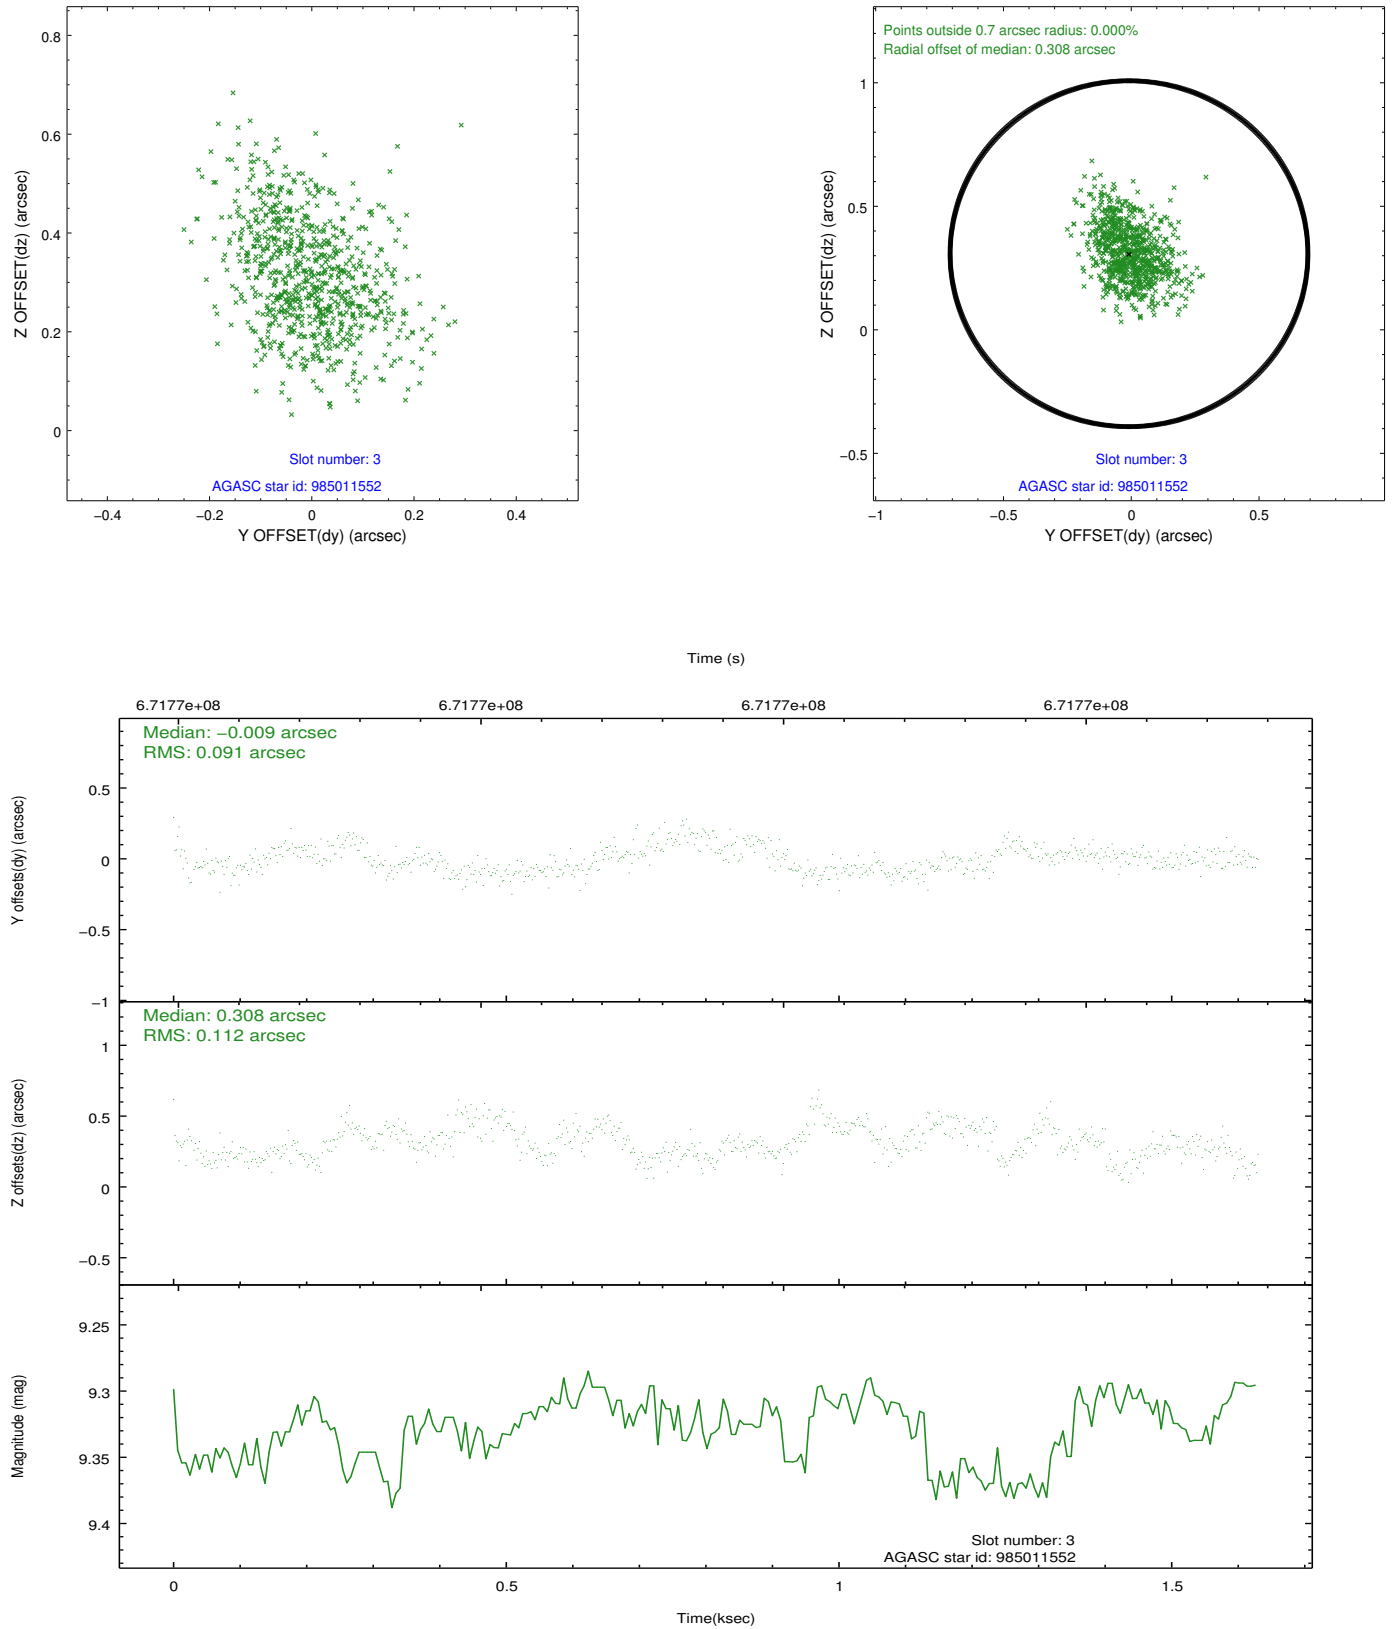 0.8
0.6
0.4
0.2
0
−0.4
−0.2
0
0.2
0.4
Z OFFSET(dz) (arcsec)
Y OFFSET(dy) (arcsec)
Slot number: 3
AGASC star id: 985011552
Points outside 0.7 arcsec radius: 0.000%
Radial offset of median: 0.308 arcsec
1
0.5
0
−0.5
−1
−0.5
0
0.5
Z OFFSET(dz) (arcsec)
Y OFFSET(dy) (arcsec)
Slot number: 3
AGASC star id: 985011552
Time (s)
6.7177e+08
6.7177e+08
6.7177e+08
6.7177e+08
Median: −0.009 arcsec
RMS: 0.091 arcsec
0.5
0
−0.5
−1
Y offsets(dy) (arcsec)
Median: 0.308 arcsec
RMS: 0.112 arcsec
1
0.5
0
−0.5
Z offsets(dz) (arcsec)
9.25
9.3
9.35
9.4
Magnitude (mag)
Slot number: 3
AGASC star id: 985011552
0
0.5
1
1.5
Time(ksec)